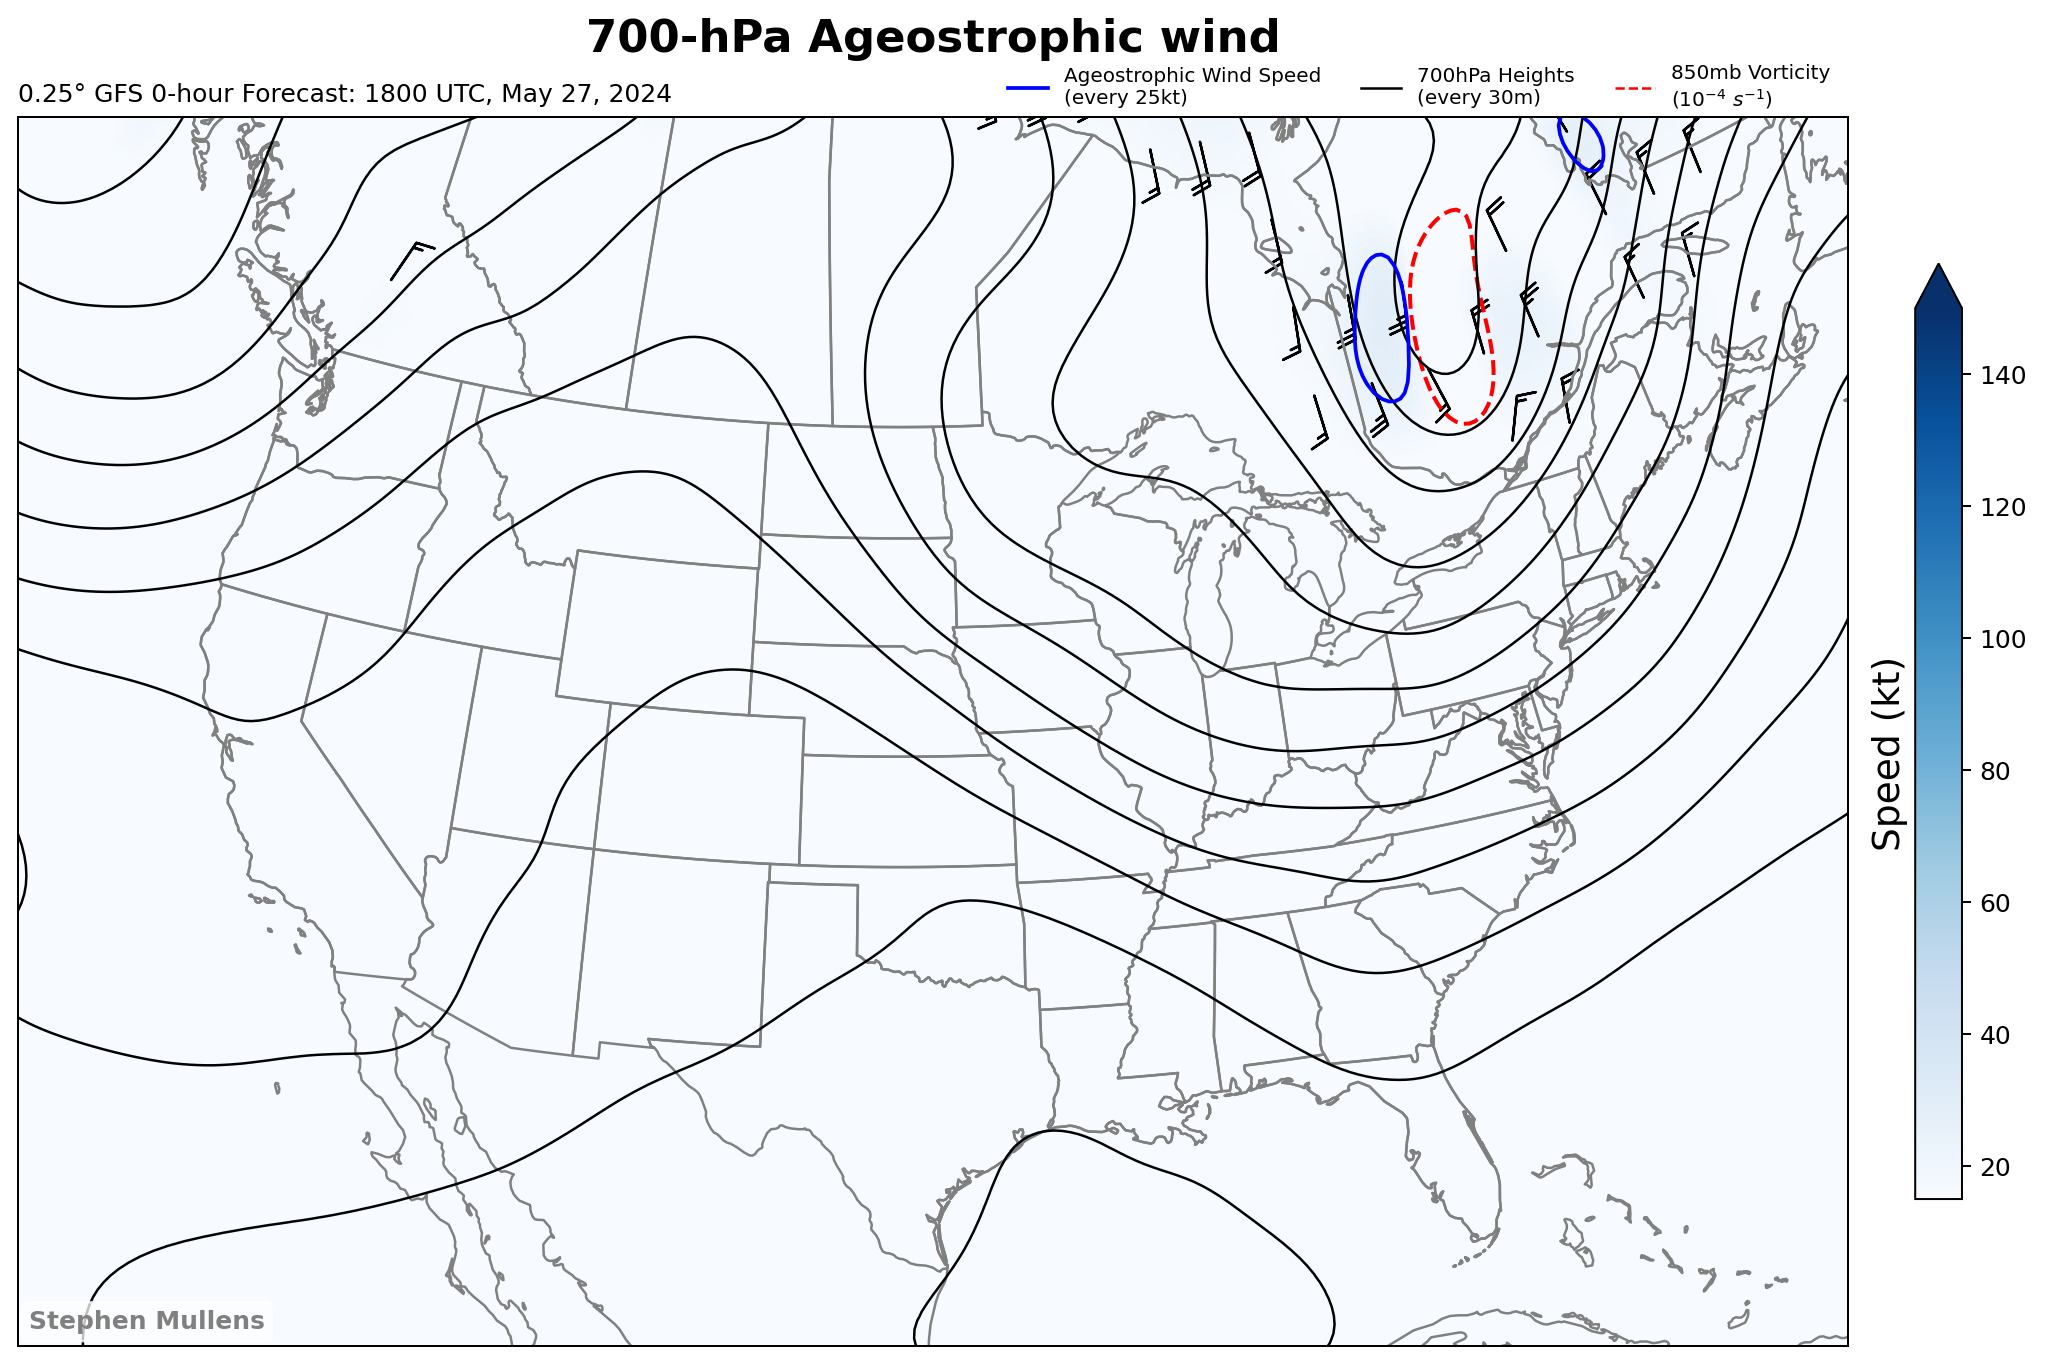 700-hPa Ageostrophic wind
0.25° GFS 0-hour Forecast: 1800 UTC, May 27, 2024
Ageostrophic Wind Speed
(every 25kt)
700hPa Heights
(every 30m)
850mb Vorticity
(10⁻⁴ s⁻¹)
140
120
100
80
60
40
20
Speed (kt)
Stephen Mullens